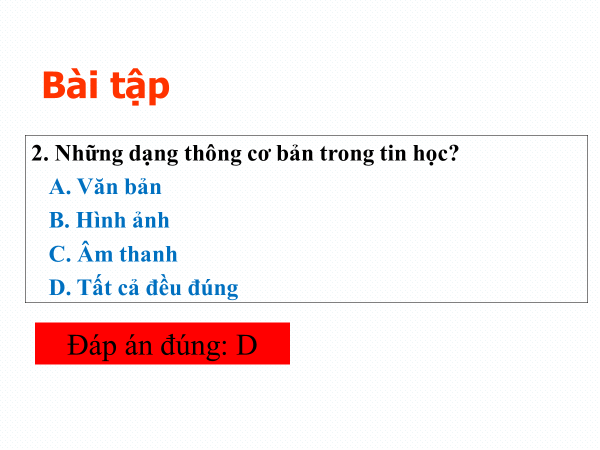 Bài tập
2. Những dạng thông cơ bản trong tin học?
A. Văn bản
B. Hình ảnh
C. Âm thanh
D. Tất cả đều đúng
Đáp án đúng: D